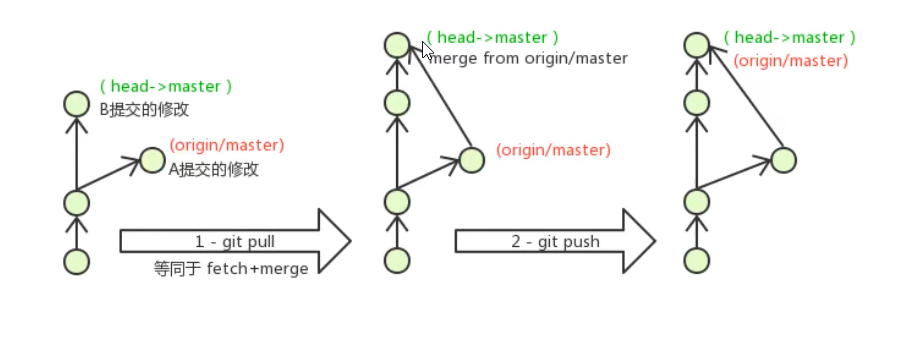 ( head->master )
B提交的修改
(origin/master)
A提交的修改
1 - git pull
等同于 fetch+merge
( head->master )
merge from origin/master
(origin/master)
2 - git push
( head->master )
(origin/master)